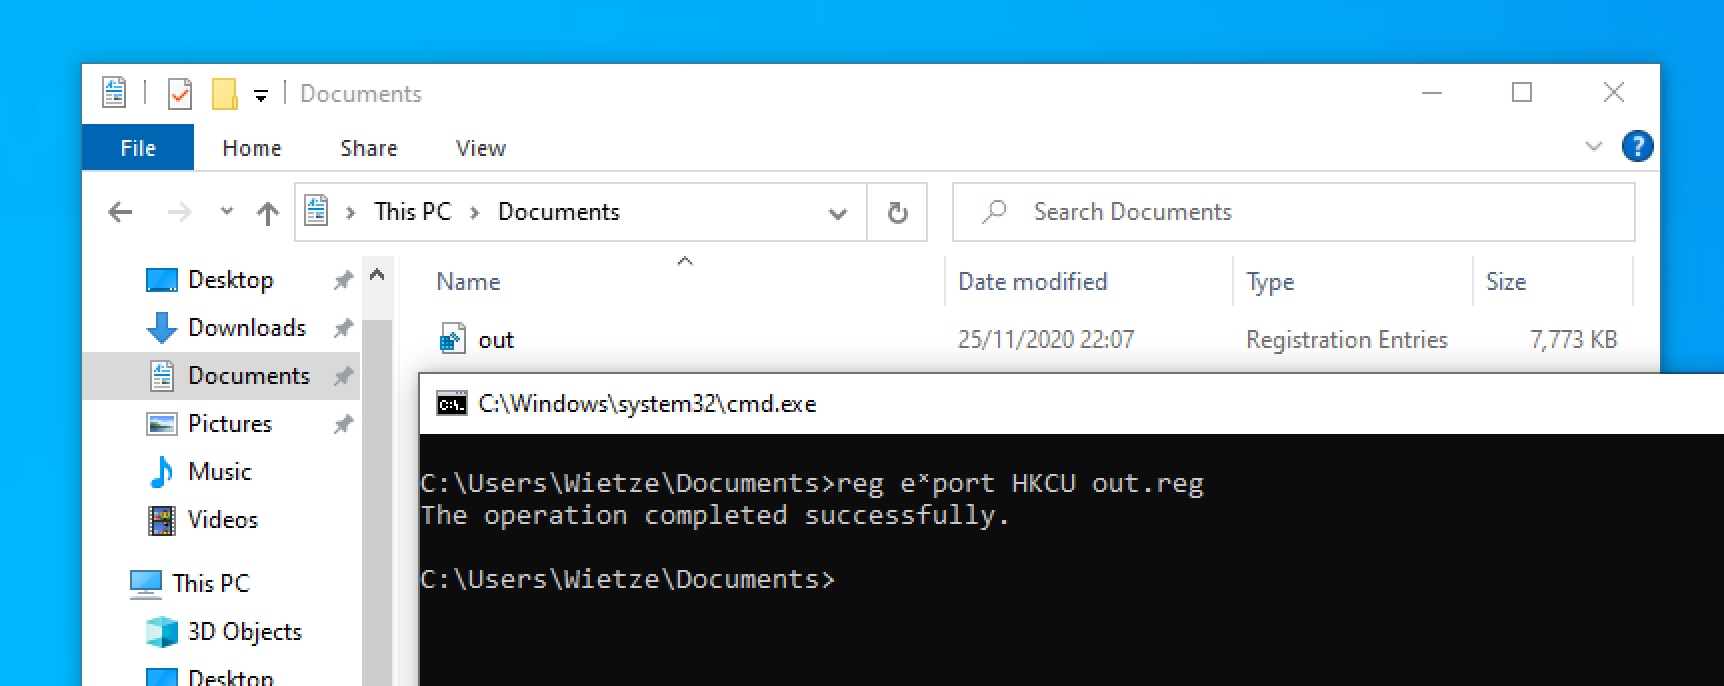 Documents
File Home Share View
This PC Documents
Search Documents
Desktop
Downloads
Documents
Pictures
Music
Videos
This PC
3D Objects
Desktop
Name Date modified Type Size
out 25/11/2020 22:07 Registration Entries 7,773 KB
C:\Windows\system32\cmd.exe
C:\Users\Wietze\Documents>reg eˣport HKCU out.reg
The operation completed successfully.
C:\Users\Wietze\Documents>